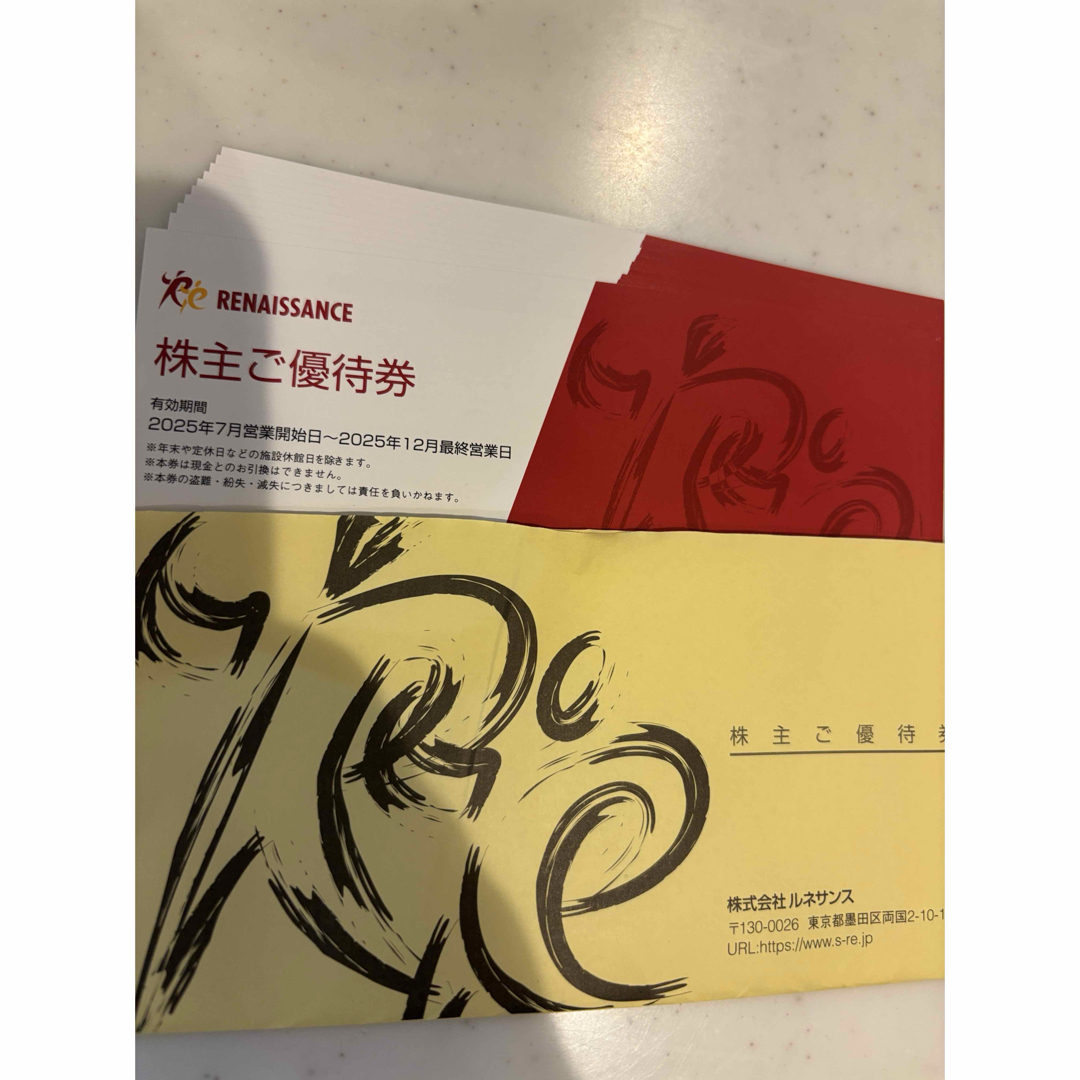 RENAISSANCE
株主ご優待券
有効期間
2025年7月営業開始日～2025年12月最終営業日
※年末や定休日などの施設休館日を除きます。
※本券は現金とのお引換はできません。
※本券の盗難・紛失・滅失につきましては責任を負いかねます。
株主ご優待券
株式会社ルネサンス
〒130-0026 東京都墨田区両国2-10-1
URL:https://www.s-re.jp